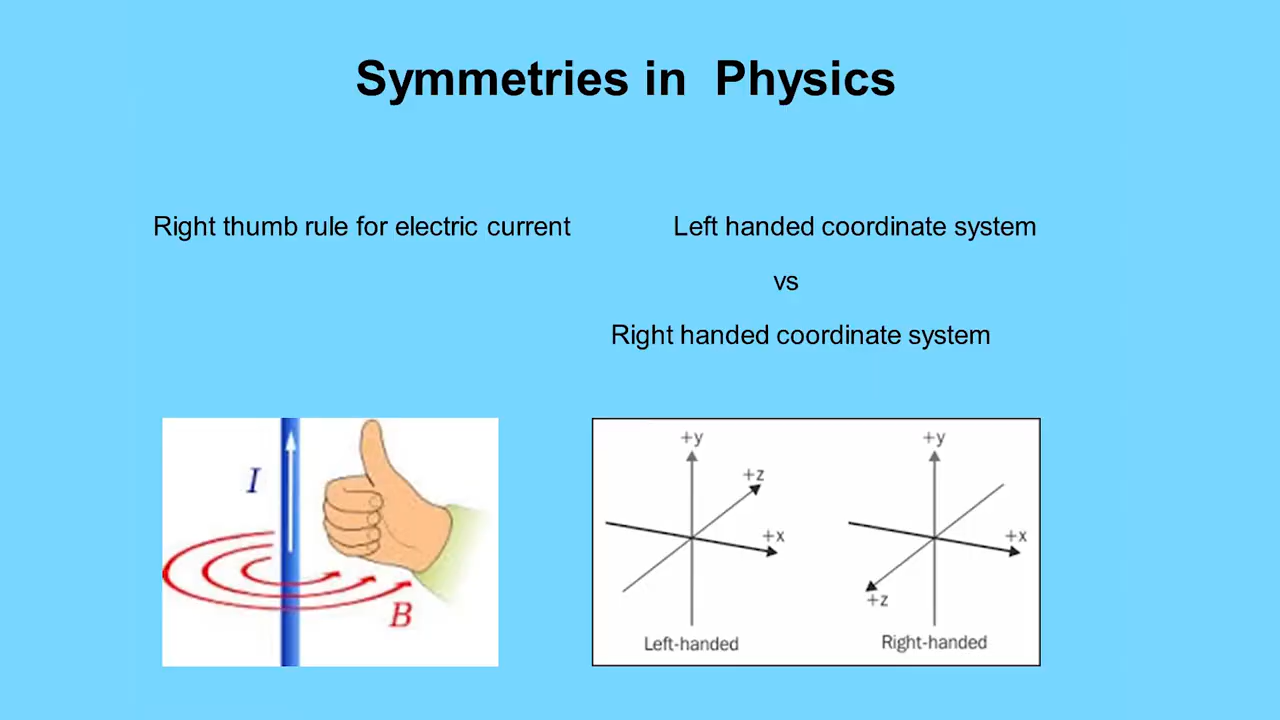 Symmetries in  Physics
Right thumb rule for electric current
Left handed coordinate system
vs
Right handed coordinate system
I
B
+y
+z
+x
Left-handed
+y
+x
+z
Right-handed